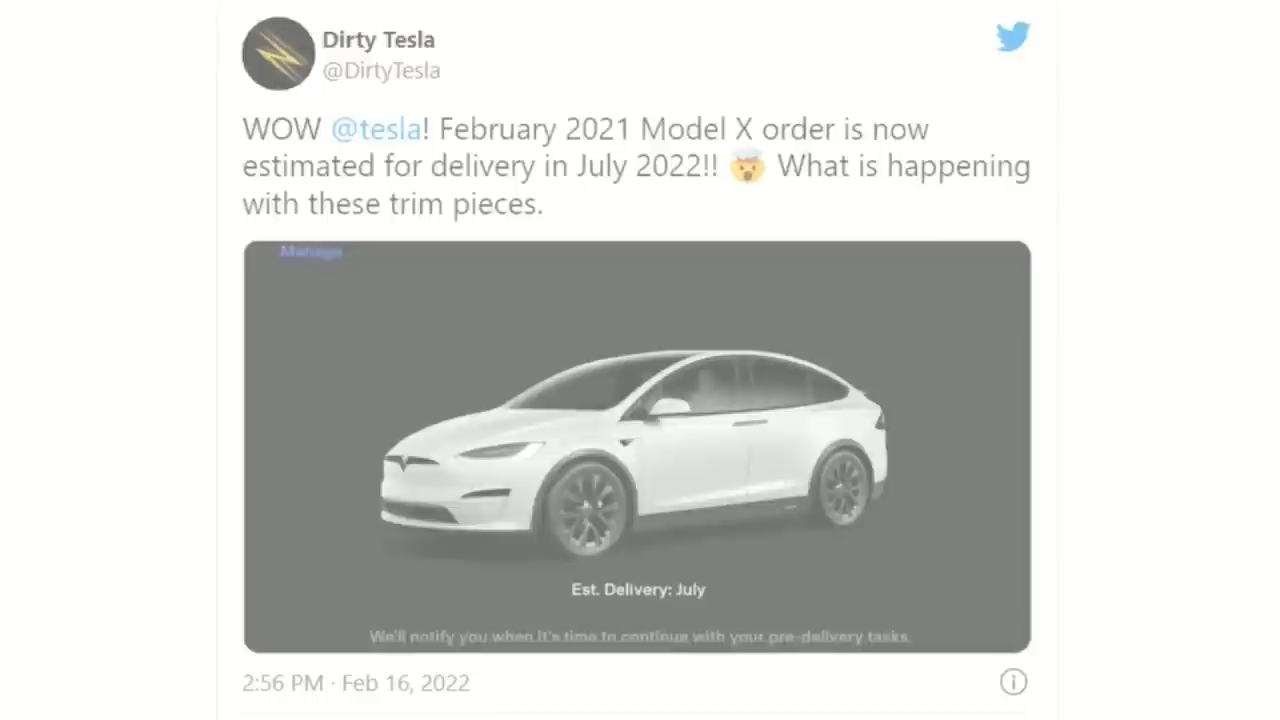 Dirty Tesla
@DirtyTesla
WOW @tesla! February 2021 Model X order is now
estimated for delivery in July 2022!! 🤯 What is happening
with these trim pieces.
Manage
Est. Delivery: July
We'll notify you when it's time to continue with your pre-delivery tasks.
2:56 PM · Feb 16, 2022